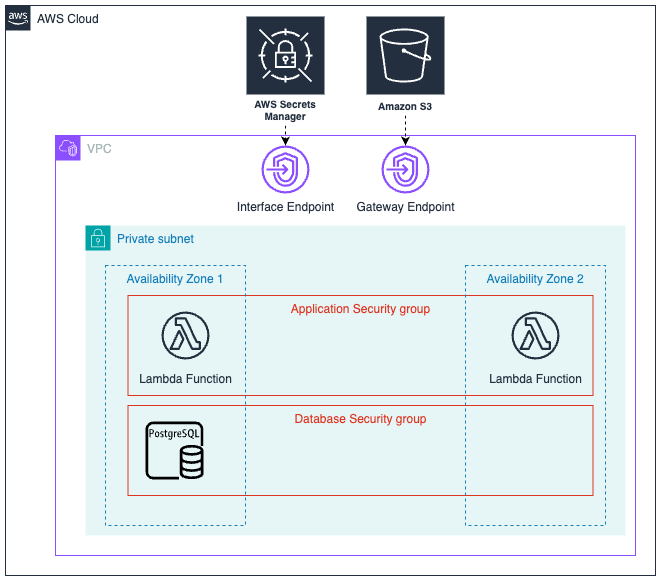 aws
AWS Cloud
AWS Secrets
Manager
Amazon S3
VPC
Interface Endpoint
Gateway Endpoint
Private subnet
Availability Zone 1
Availability Zone 2
Application Security group
Lambda Function
Lambda Function
Database Security group
PostgreSQL